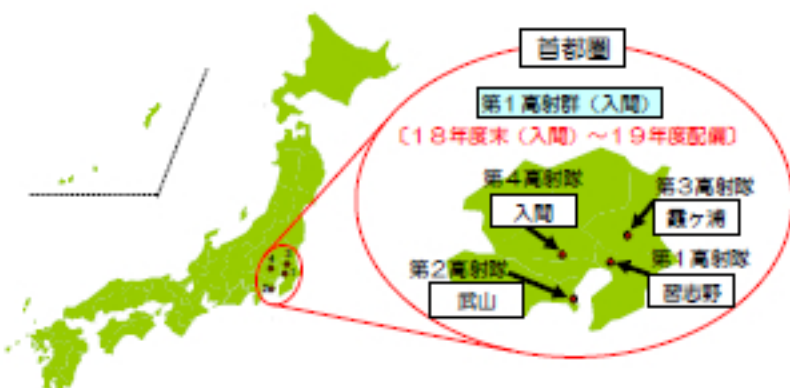 首都圏
第1高射群（入間）
〔18年度末（入間）～19年度配備〕
第4高射隊
入間
第3高射隊
霞ヶ浦
第2高射隊
武山
第1高射隊
習志野